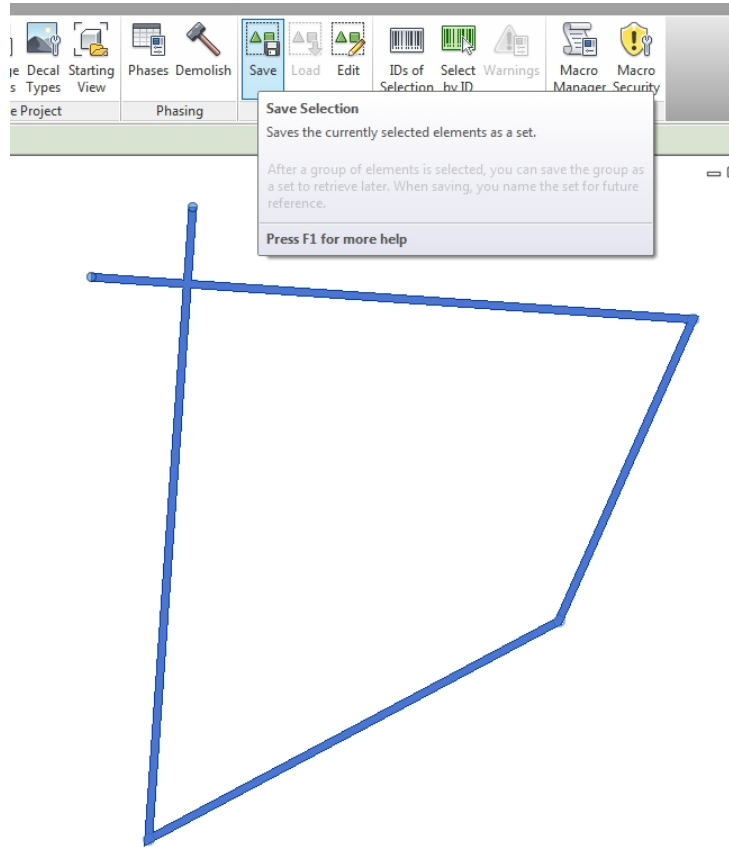 ge Decal Starting Phases Demolish Save Load Edit IDs of Select Warnings Macro Macro
s Types View Selection by ID Manager Security
e Project Phasing
Save Selection
Saves the currently selected elements as a set.
After a group of elements is selected, you can save the group as
a set to retrieve later. When saving, you name the set for future
reference.
Press F1 for more help